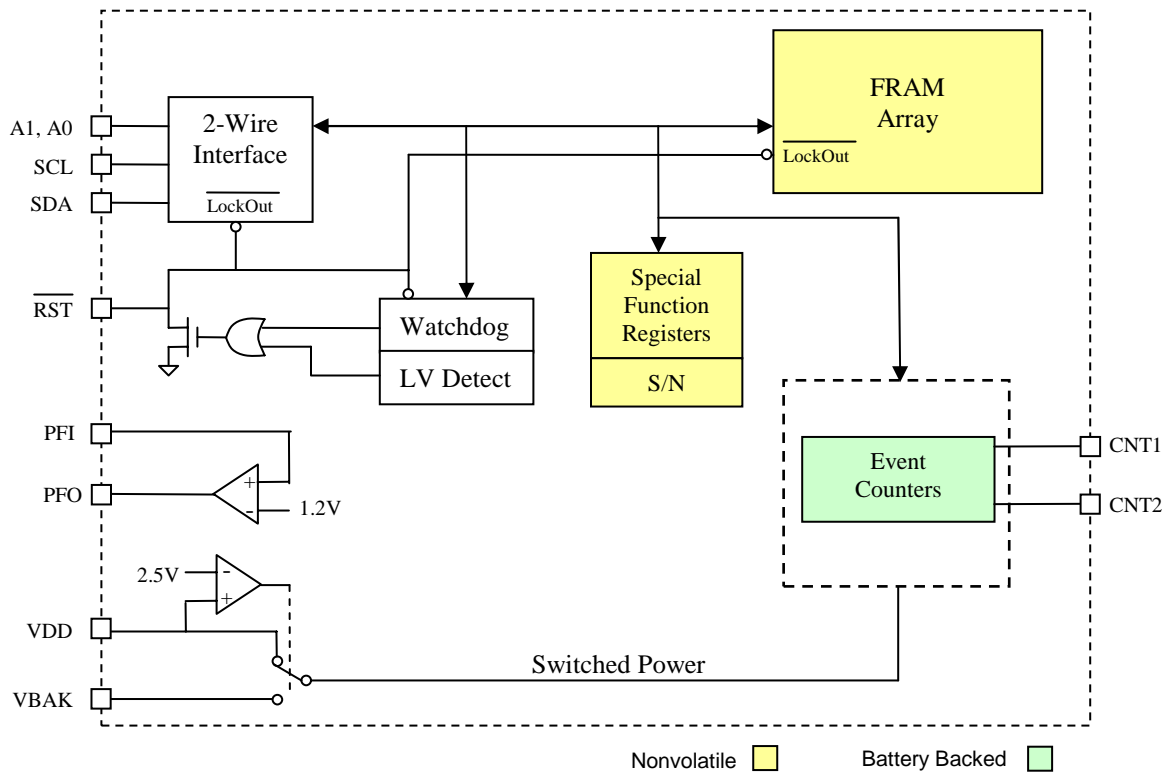 FRAM
Array
LockOut
A1, A0
SCL
SDA
2-Wire
Interface
LockOut
RST
Watchdog
LV Detect
Special
Function
Registers
S/N
PFI
PFO
+
-
1.2V
Event
Counters
CNT1
CNT2
2.5V
-
+
VDD
VBAK
Switched Power
Nonvolatile
Battery Backed